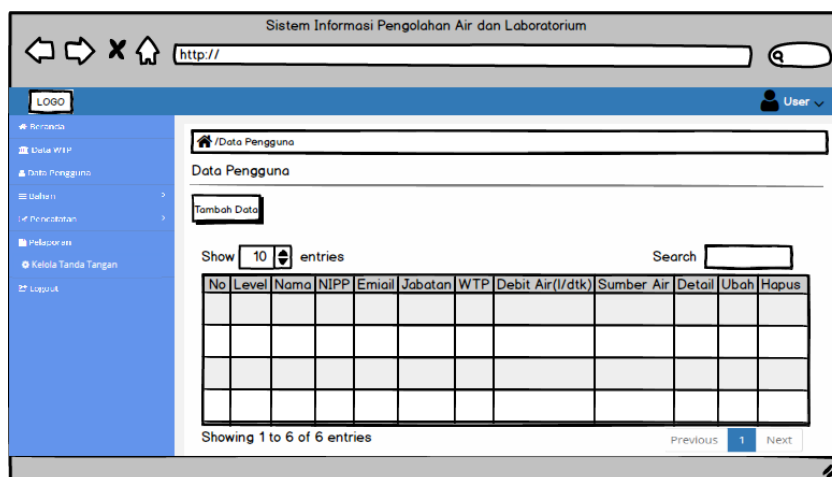 Sistem Informasi Pengolahan Air dan Laboratorium
http://
LOGO
User
Beranda
Data WTP
Data Pengguna
Bahan
Pencatatan
Pelaporan
Kelola Tanda Tangan
Logout
/Data Pengguna
Data Pengguna
Tambah Data
Show 10 entries
Search
No Level Nama NIPP Emiail Jabatan WTP Debit Air(l/dtk) Sumber Air Detail Ubah Hapus
Showing 1 to 6 of 6 entries
Previous 1 Next